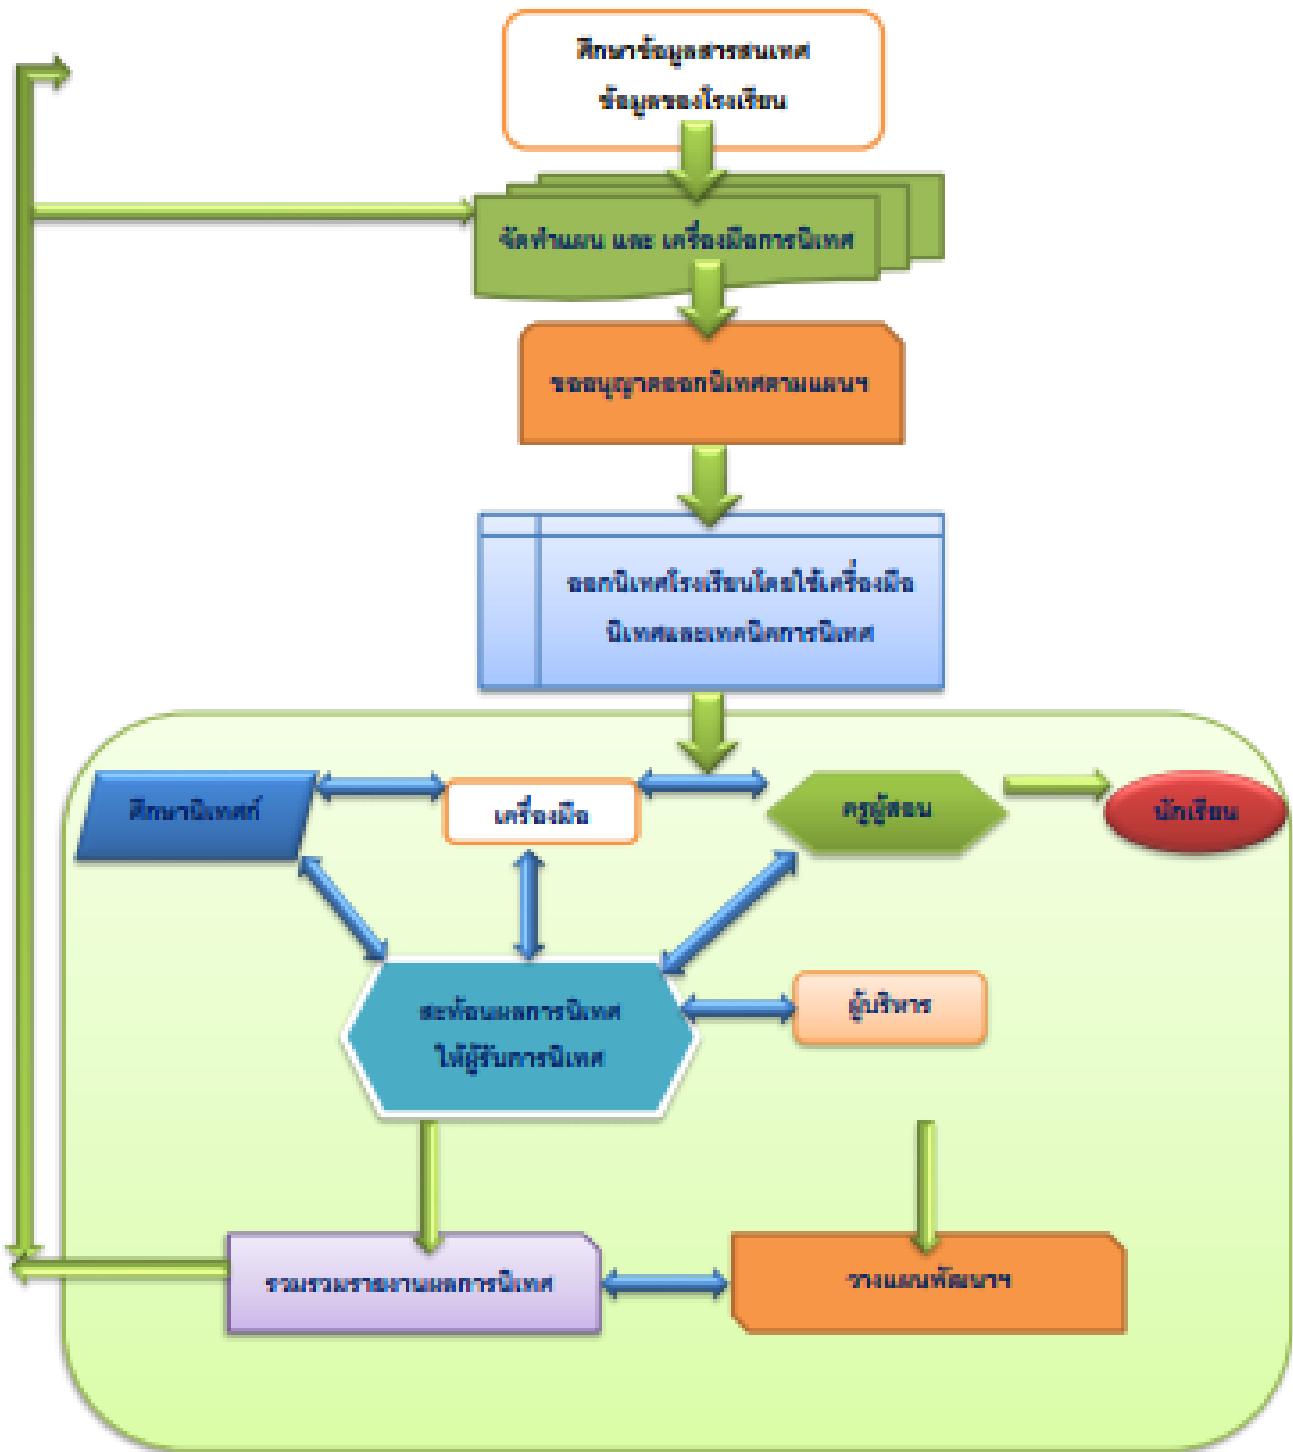 ศึกษาข้อมูลสารสนเทศ
ข้อมูลของโรงเรียน
จัดทำแผน และ เครื่องมือการนิเทศ
ขออนุญาตออกนิเทศตามแผนฯ
ออกนิเทศโรงเรียนโดยใช้เครื่องมือ
นิเทศและเทคนิคการนิเทศ
ศึกษานิเทศก์
เครื่องมือ
ครูผู้สอน
นักเรียน
สะท้อนผลการนิเทศ
ให้ผู้รับการนิเทศ
ผู้บริหาร
รวมรวมรายงานผลการนิเทศ
วางแผนพัฒนาฯ